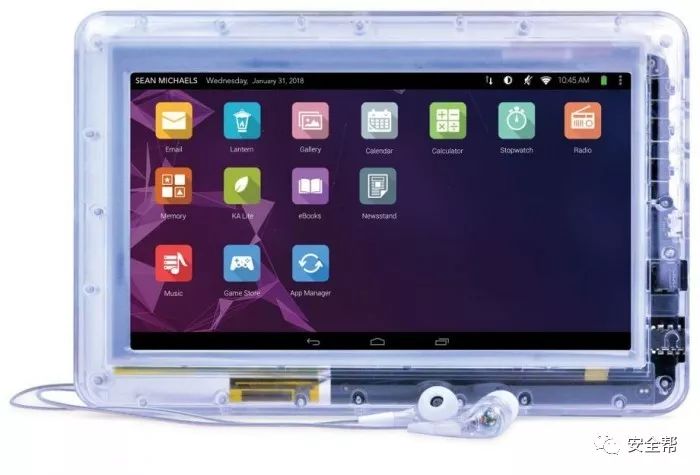 SEAN MICHAELS Wednesday, January 31, 2018 10:45 AM
Email Lantern Gallery Calendar Calculator Stopwatch Radio
Memory KA Lite eBooks Newsstand
Music Game Store App Manager
安全帮